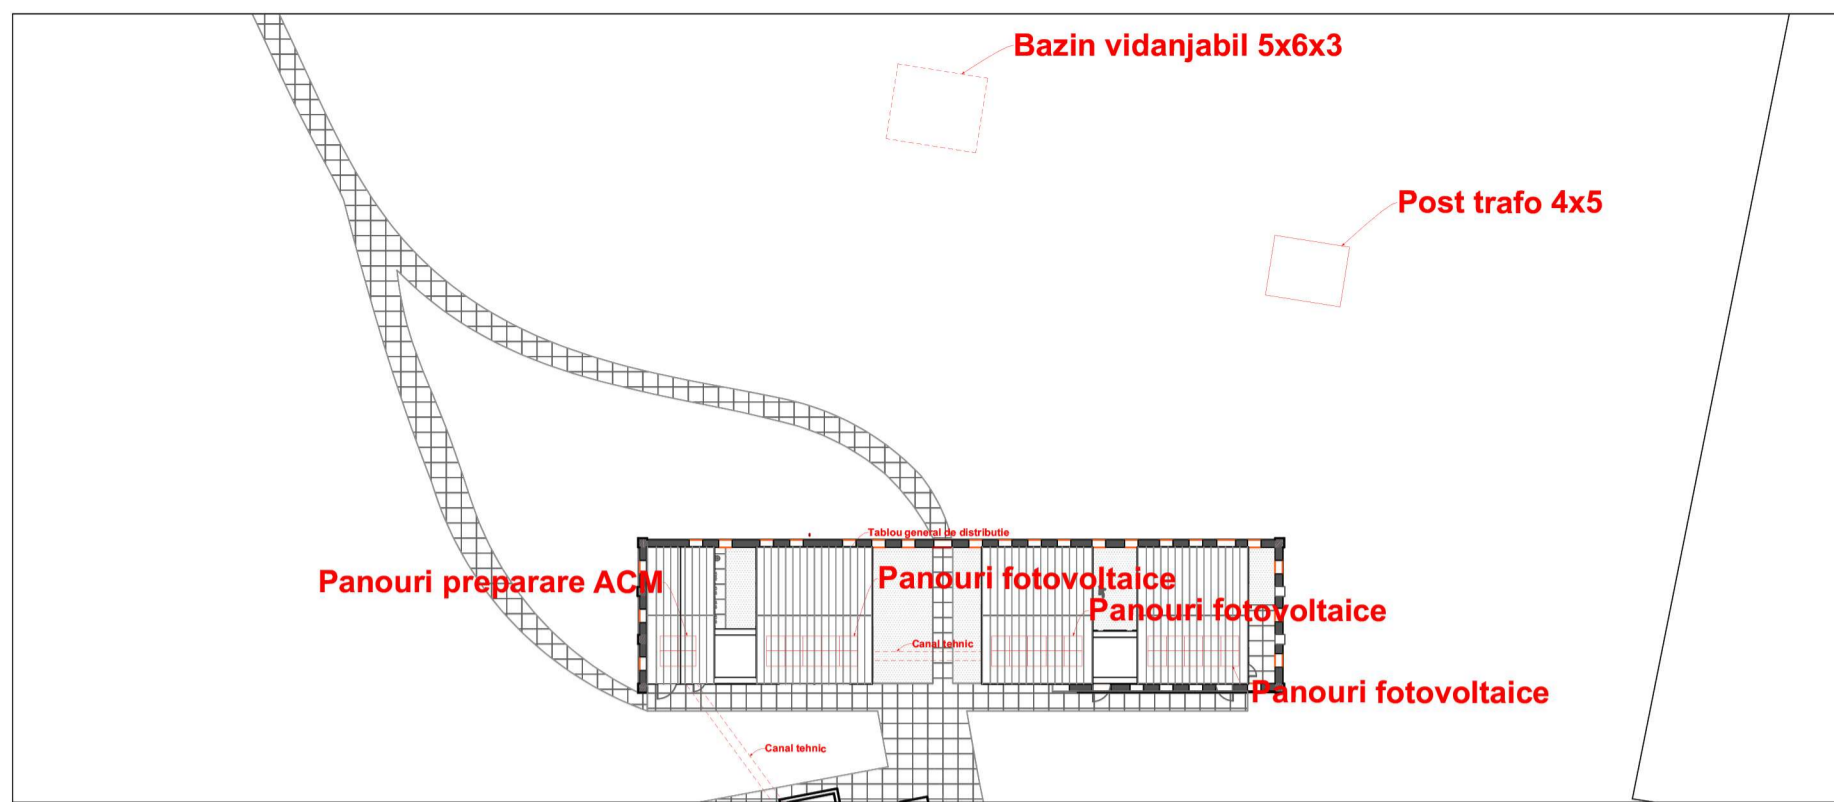 Bazin vidanjabil 5x6x3
Post trafo 4x5
Tablou general de distributie
Panouri preparare ACM
Panouri fotovoltaice
Panouri fotovoltaice
Canal tehnic
Panouri fotovoltaice
Canal tehnic